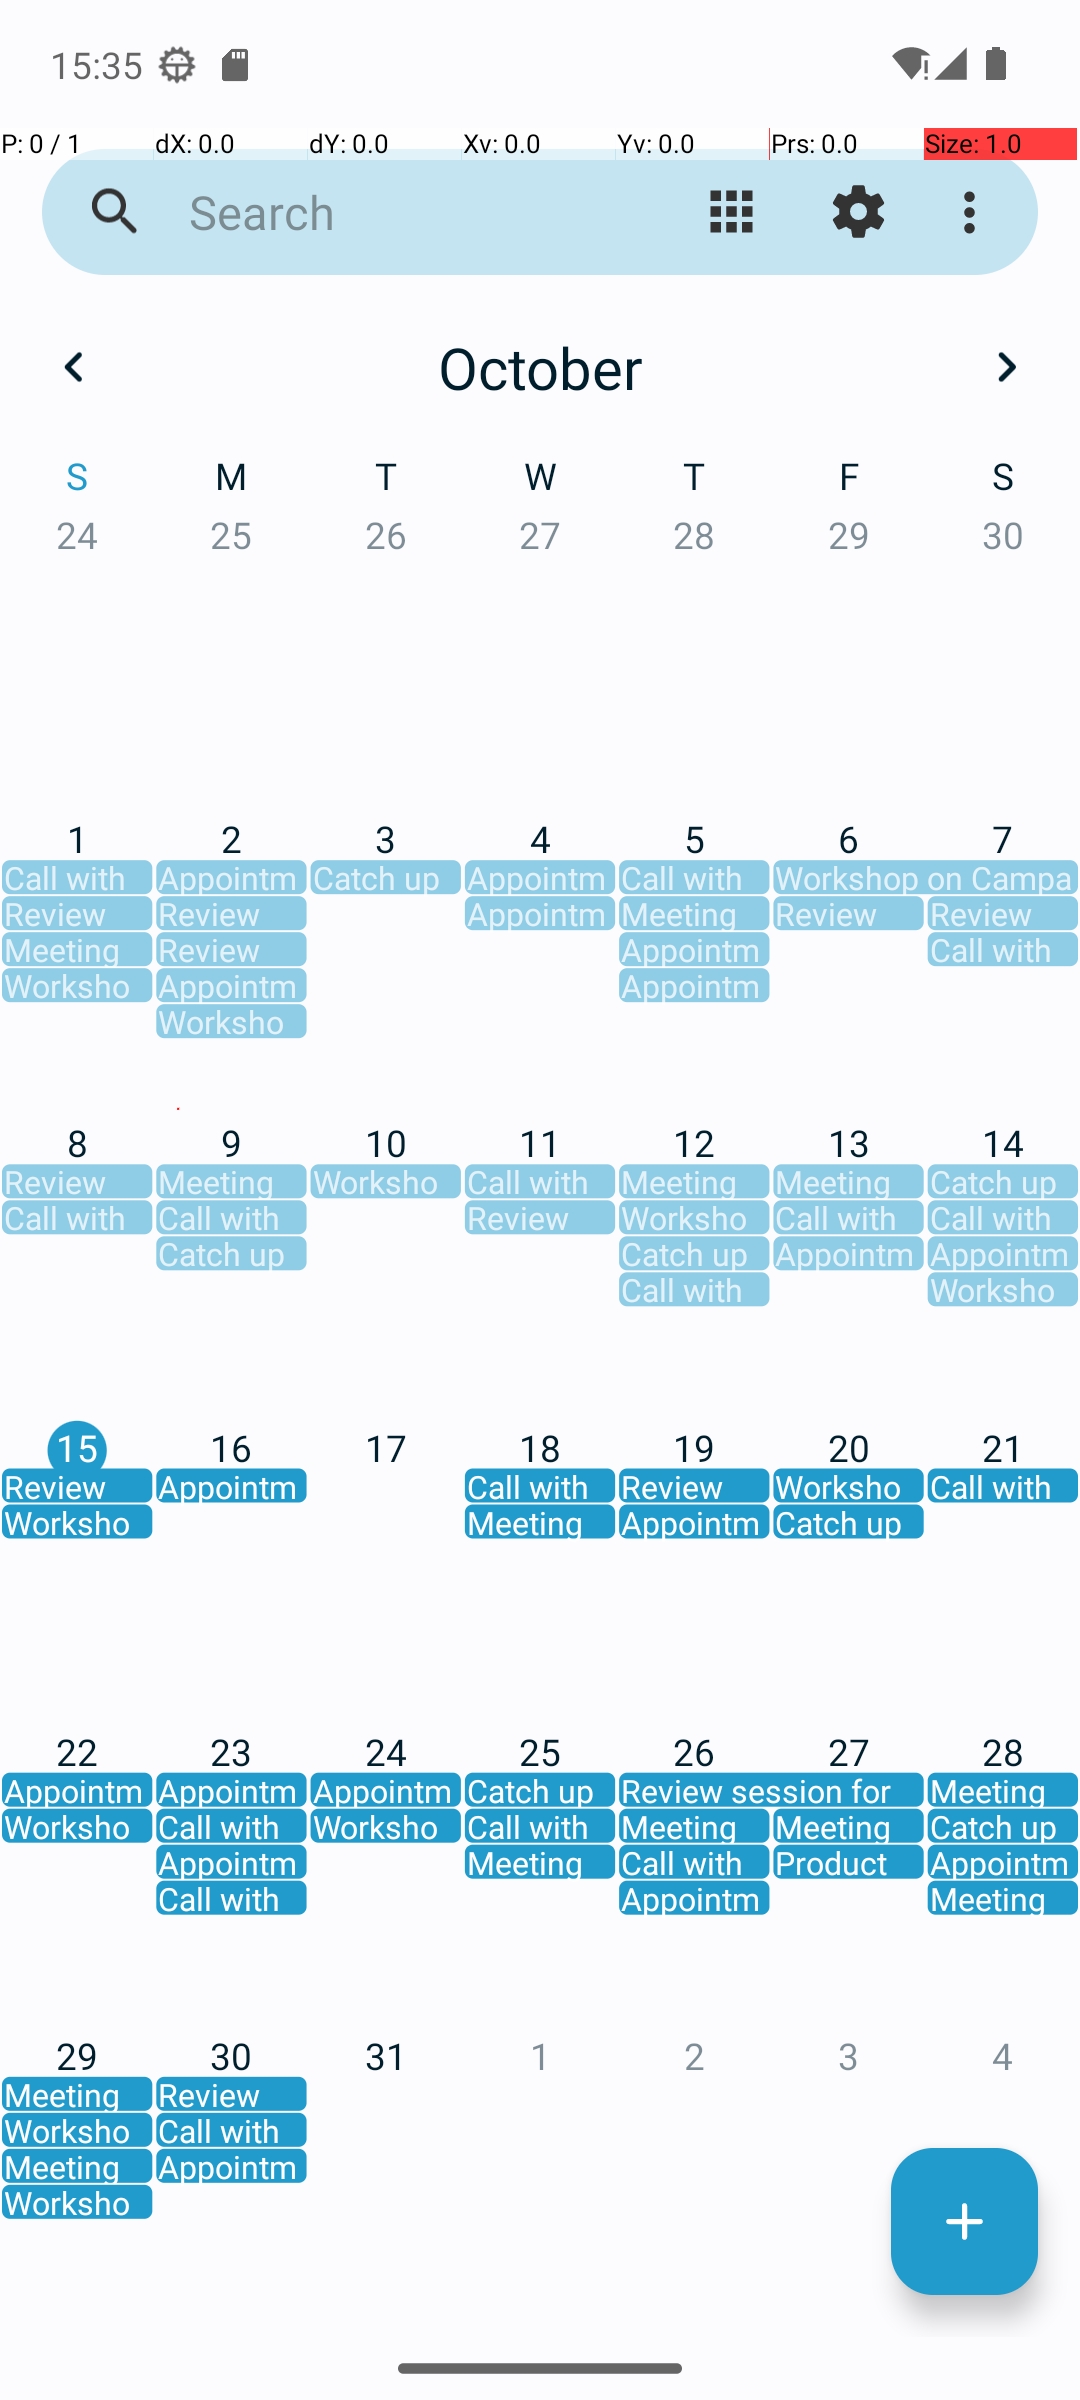 15:35
P: 0 / 1 dX: 0.0 dY: 0.0 Xv: 0.0 Yv: 0.0 Prs: 0.0 Size: 1.0
Search
October
S M T W T F S
24 25 26 27 28 29 30
1 2 3 4 5 6 7
Call with Appointm Catch up Appointm Call with Workshop on Campa
Review Review Appointm Meeting Review Review
Meeting Review Appointm Call with
Worksho Appointm Appointm
Worksho
8 9 10 11 12 13 14
Review Meeting Worksho Call with Meeting Meeting Catch up
Call with Call with Review Worksho Call with Call with
Catch up Catch up Appointm Appointm
Call with Worksho
15 16 17 18 19 20 21
Review Appointm Call with Review Worksho Call with
Worksho Meeting Appointm Catch up
22 23 24 25 26 27 28
Appointm Appointm Appointm Catch up Review session for Meeting
Worksho Call with Worksho Call with Meeting Meeting Catch up
Appointm Meeting Call with Product Appointm
Call with Appointm Meeting
29 30 31 1 2 3 4
Meeting Review
Worksho Call with
Meeting Appointm
Worksho